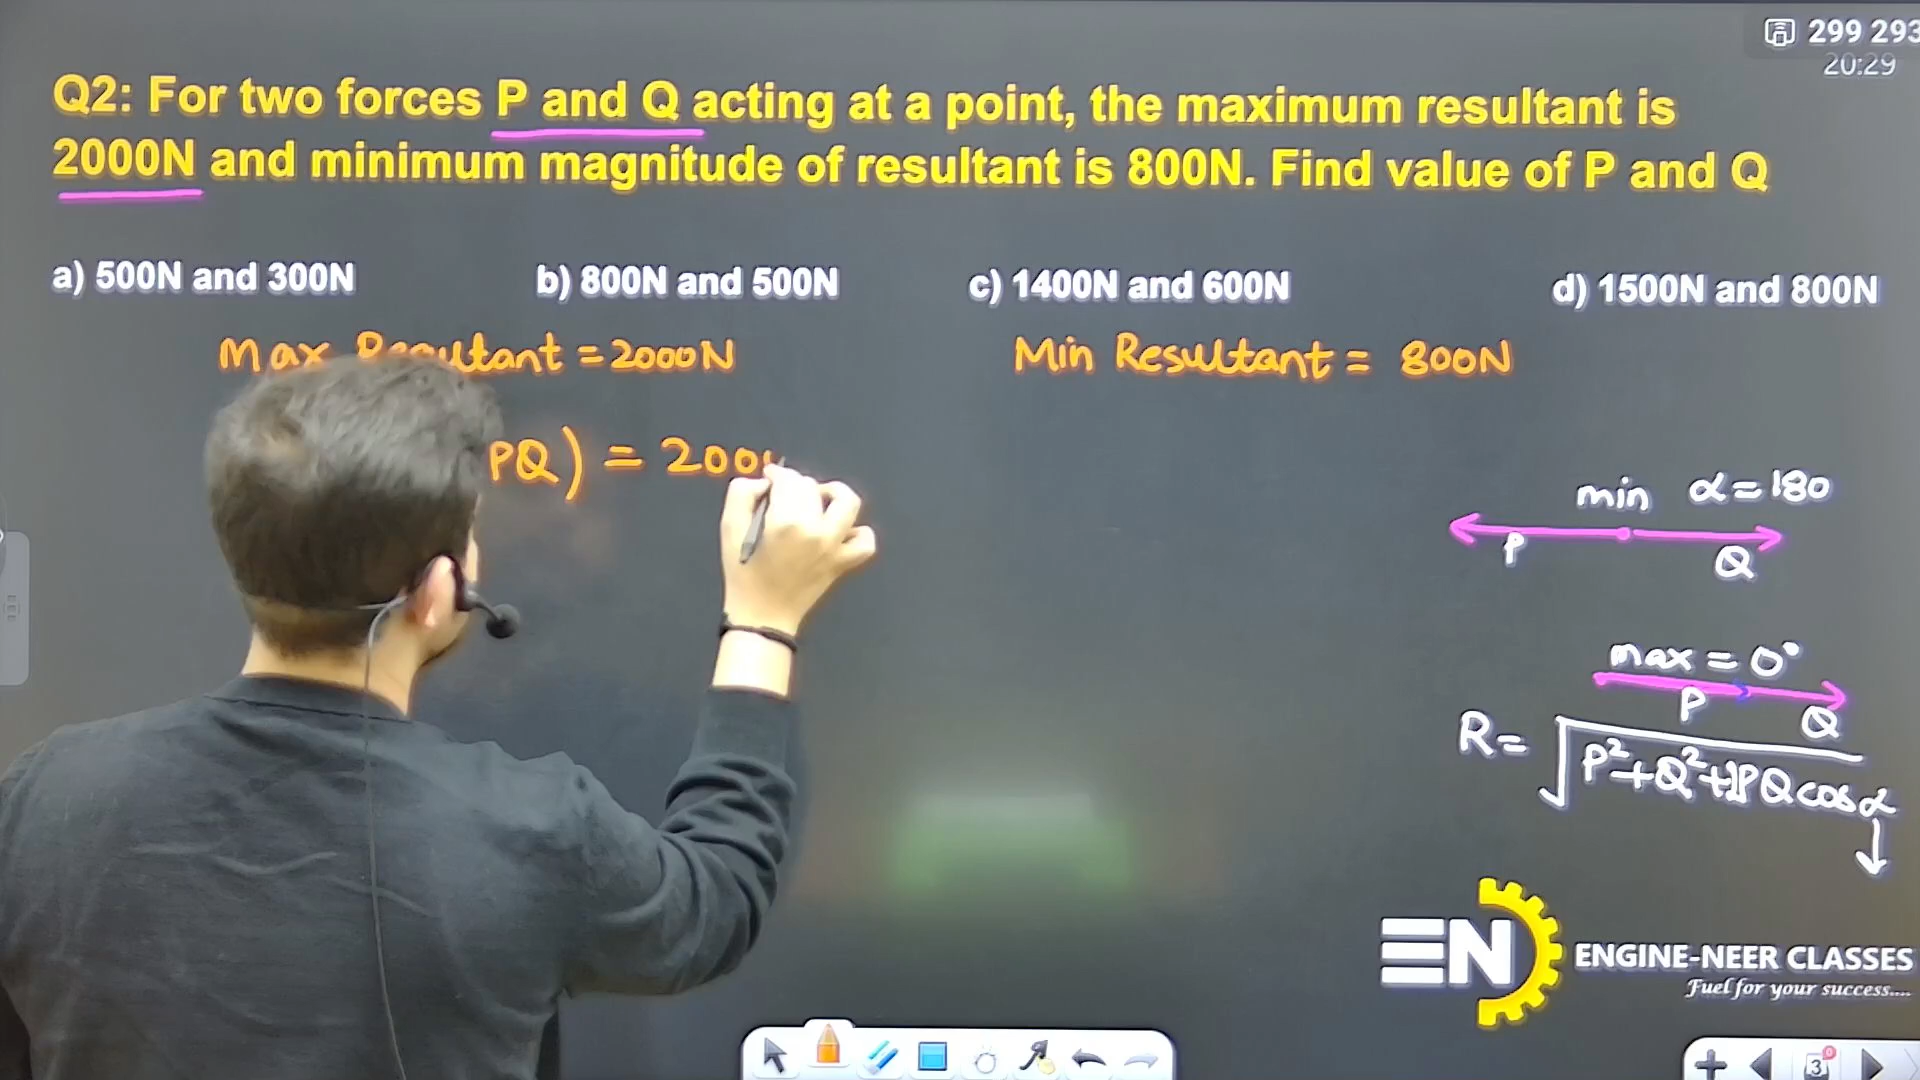 299 293
20:29
Q2: For two forces P and Q acting at a point, the maximum resultant is
2000N and minimum magnitude of resultant is 800N. Find value of P and Q
a) 500N and 300N b) 800N and 500N c) 1400N and 600N d) 1500N and 800N
Max Resultant = 2000N Min Resultant = 800N
PQ) = 200
min α = 180
P Q
max = 0°
P Q
R = √P²+Q²+2PQ cos α
EN ENGINE-NEER CLASSES
Fuel for your success....
3